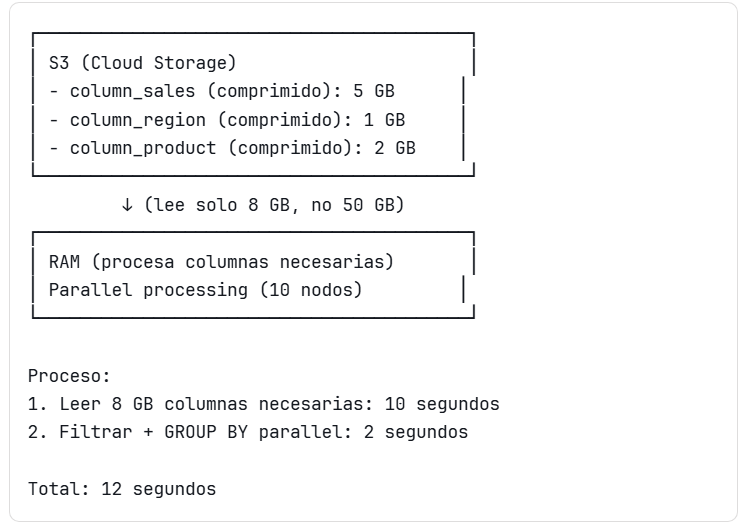 S3 (Cloud Storage)
- column_sales (comprimido): 5 GB
- column_region (comprimido): 1 GB
- column_product (comprimido): 2 GB
↓ (lee solo 8 GB, no 50 GB)
RAM (procesa columnas necesarias)
Parallel processing (10 nodos)
Proceso:
1. Leer 8 GB columnas necesarias: 10 segundos
2. Filtrar + GROUP BY parallel: 2 segundos
Total: 12 segundos